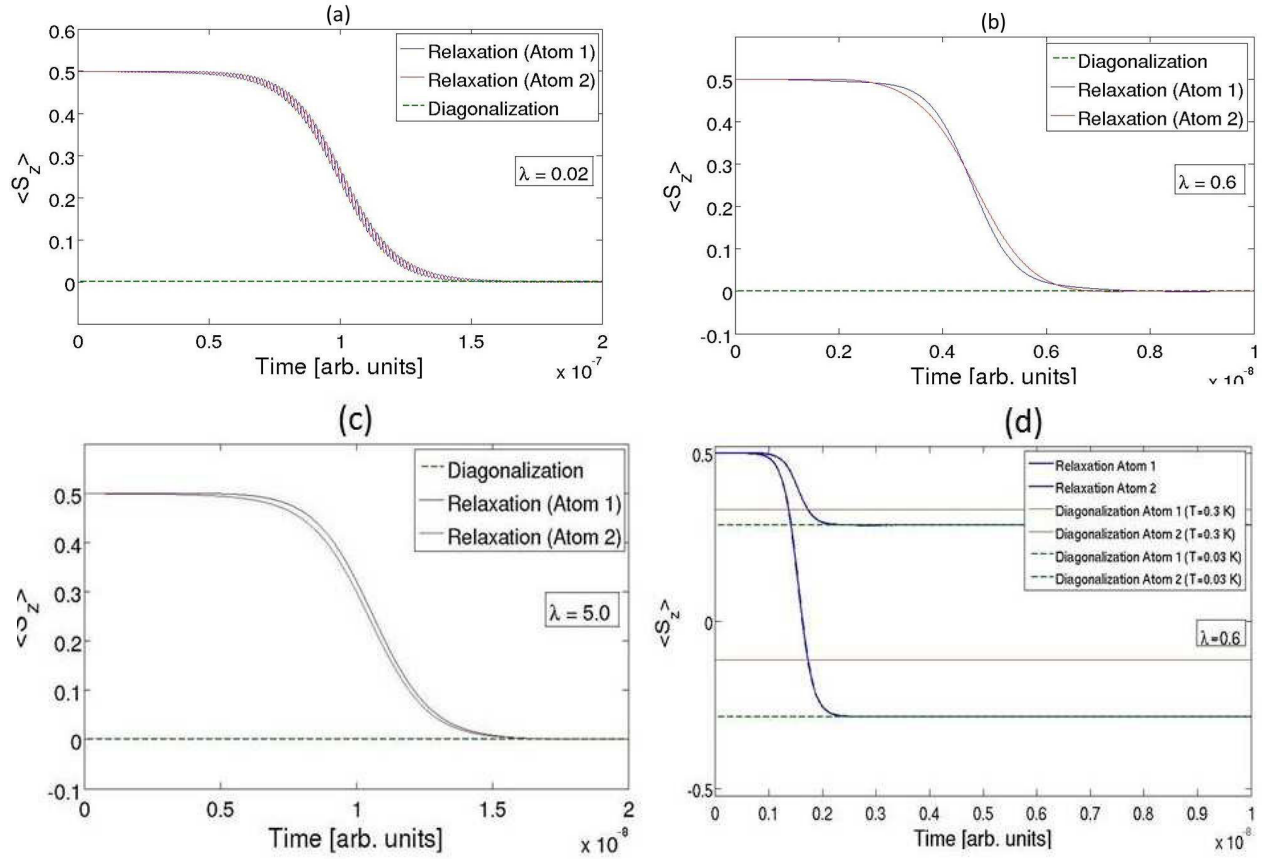 (a)
0.6
0.5
0.4
0.3
0.2
0.1
0
<S_z>
Relaxation (Atom 1)
Relaxation (Atom 2)
Diagonalization
λ = 0.02
0 0.5 1 1.5 2
Time [arb. units]
x 10^-7
(b)
0.5
0.4
0.3
0.2
0.1
0
-0.1
<S_z>
Diagonalization
Relaxation (Atom 1)
Relaxation (Atom 2)
λ = 0.6
0 0.2 0.4 0.6 0.8 1
Time [arb. units]
x 10^-8
(c)
0.5
0.4
0.3
0.2
0.1
0
-0.1
<S_z>
Diagonalization
Relaxation (Atom 1)
Relaxation (Atom 2)
λ = 5.0
0 0.5 1 1.5 2
Time [arb. units]
x 10^-8
(d)
0.5
0
-0.5
<S_z>
Relaxation Atom 1
Relaxation Atom 2
Diagonalization Atom 1 (T=0.3 K)
Diagonalization Atom 2 (T=0.3 K)
Diagonalization Atom 1 (T=0.03 K)
Diagonalization Atom 2 (T=0.03 K)
λ=0.6
0 0.1 0.2 0.3 0.4 0.5 0.6 0.7 0.8 0.9 1
Time [arb. units]
x 10^-8